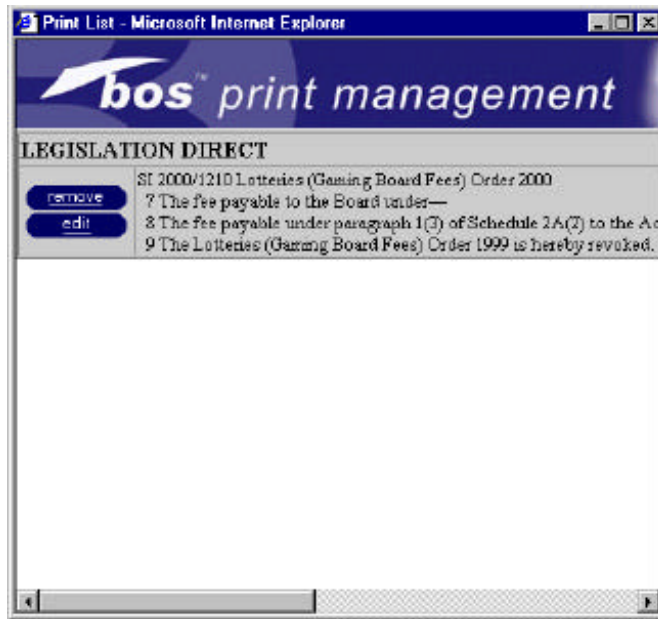 Print List - Microsoft Internet Explorer
bos™ print management
LEGISLATION DIRECT
remove
edit
SI 2000/1210 Lotteries (Gaming Board Fees) Order 2000
7 The fee payable to the Board under—
8 The fee payable under paragraph 1(3) of Schedule 2A(2) to the Ac
9 The Lotteries (Gaming Board Fees) Order 1999 is hereby revoked.